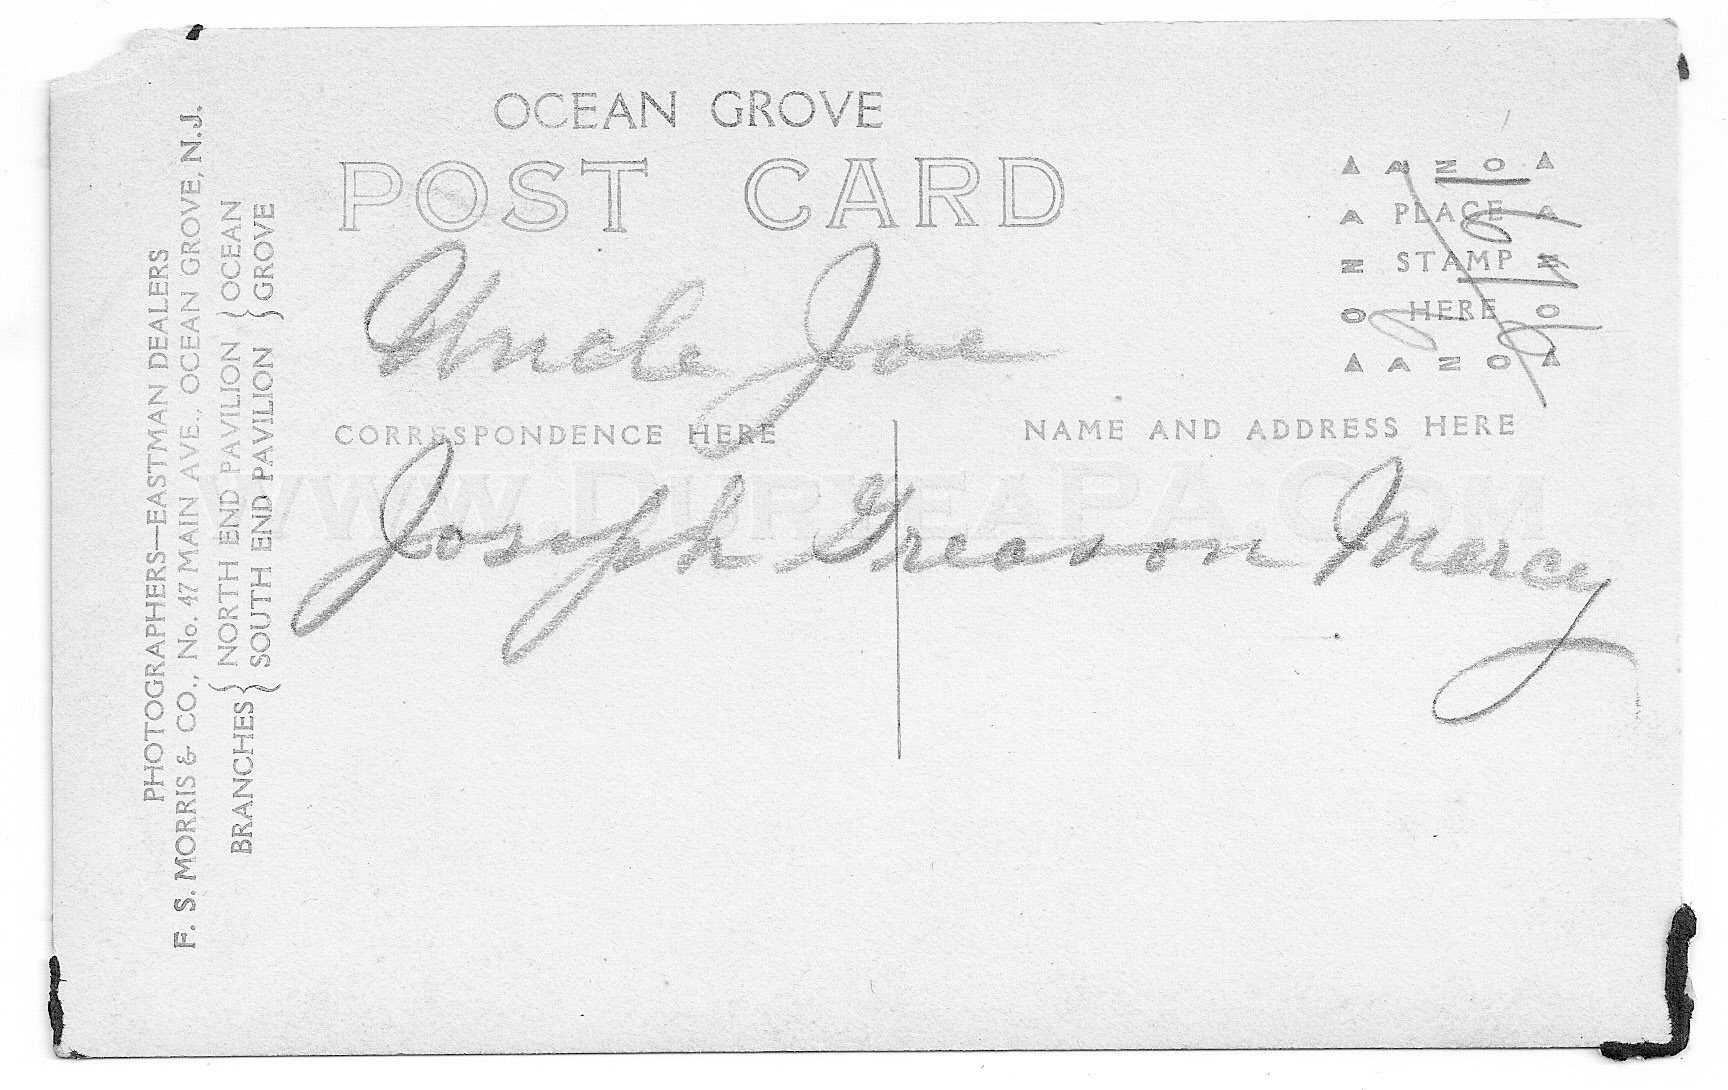 OCEAN GROVE
POST CARD
Uncle Joe
CORRESPONDENCE HERE
NAME AND ADDRESS HERE
Joseph Greason Marcy
AZO
PLACE
STAMP
HERE
AZO
PHOTOGRAPHERS—EASTMAN DEALERS
F. S. MORRIS & CO., No. 47 MAIN AVE., OCEAN GROVE, N.J.
BRANCHES { NORTH END PAVILION { OCEAN
{ SOUTH END PAVILION { GROVE